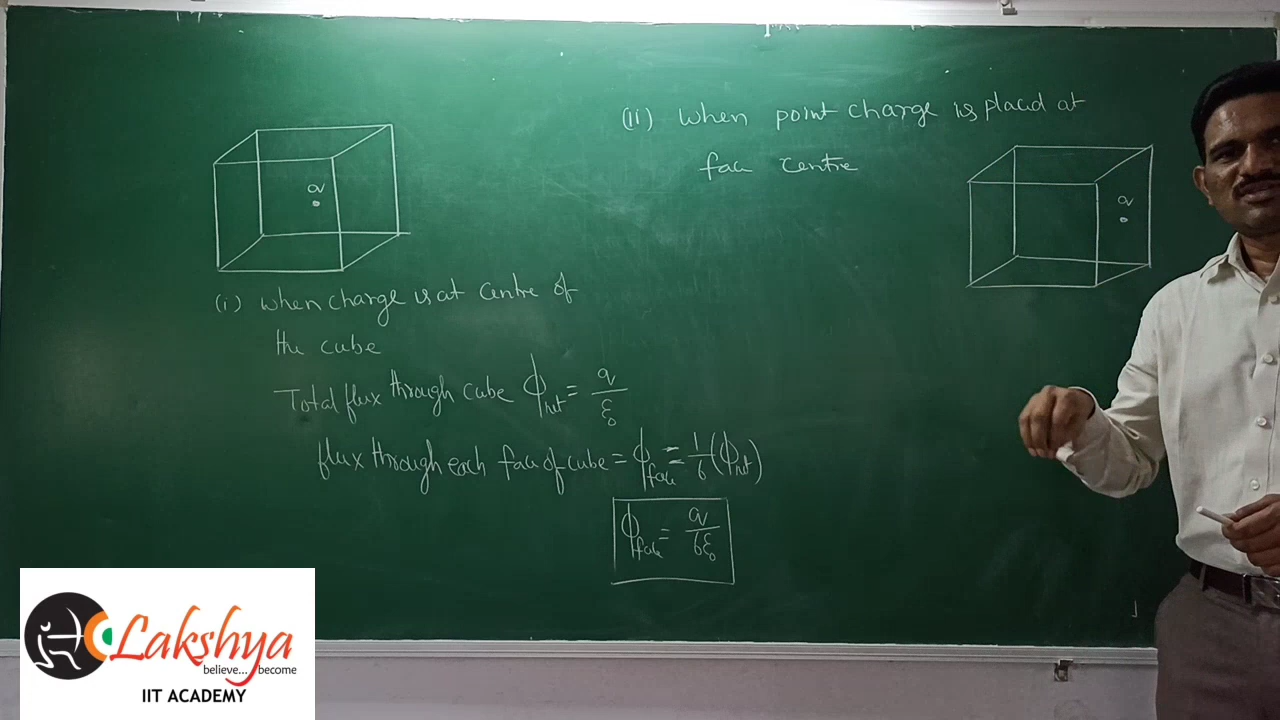 q
(i) When charge is at centre of
the cube
Total flux through cube ϕnet = q/ε₀
flux through each face of cube = ϕface = 1/6 (ϕnet)
ϕface = q/6ε₀
(ii) When point charge is placed at
face centre
q
Lakshya
believe... become
IIT ACADEMY